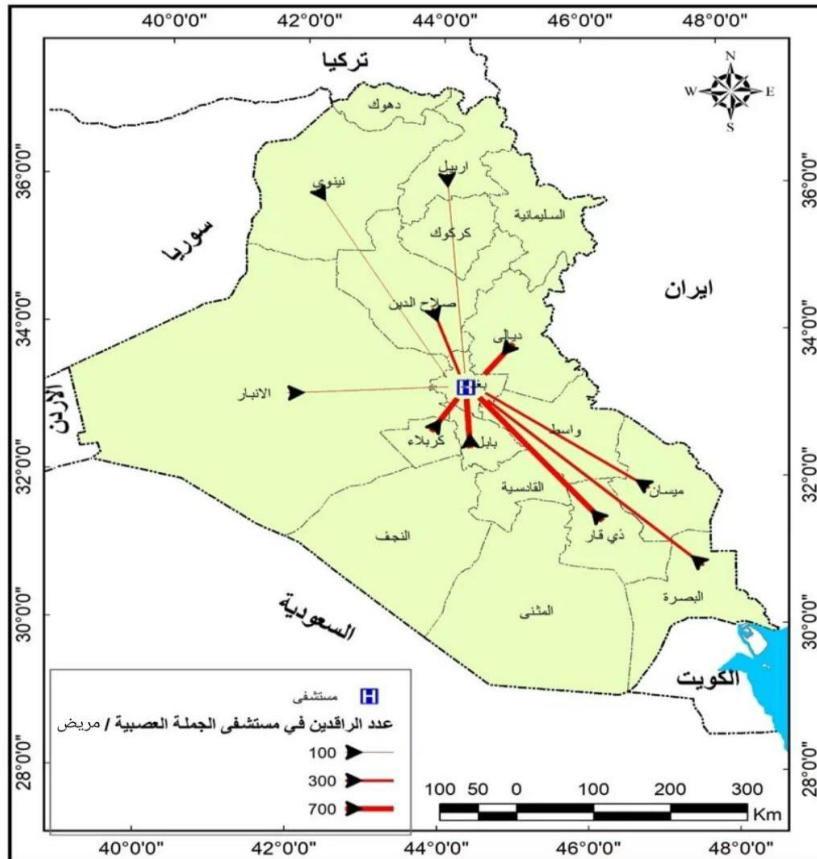 40°0'0" 42°0'0" 44°0'0" 46°0'0" 48°0'0"
تركيا
N
W E
S
دهوك
36°0'0" 36°0'0"
اربيل
نينوى
السليمانية
كركوك
سوريا
ايران
صلاح الدين
34°0'0" 34°0'0"
ديالى
H
الانبار
الاردن
واسط
كربلاء
بابل
32°0'0" 32°0'0"
القادسية
ميسان
النجف
ذي قار
البصرة
المثنى
30°0'0" 30°0'0"
السعودية
الكويت
H مستشفى
عدد الراقدين في مستشفى الجملة العصبية / مريض
100
300
700
28°0'0" 28°0'0"
100 50 0 100 200 300
Km
40°0'0" 42°0'0" 44°0'0" 46°0'0" 48°0'0"